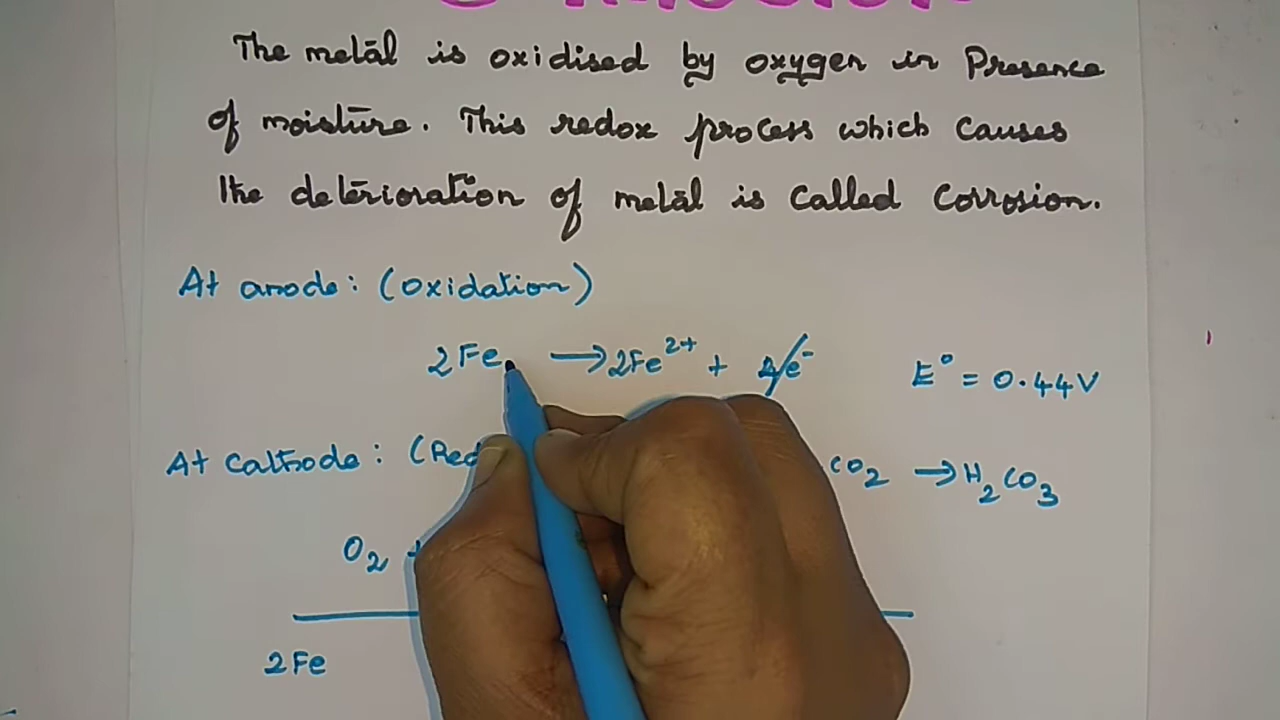 The metal is oxidised by oxygen in Presence
of moisture. This redox process which causes
the deterioration of metal is called Corrosion.
At anode: (oxidation)
2Fe → 2Fe²⁺ + 4e⁻ E° = 0.44V
At Cathode: (Red CO₂ → H₂CO₃
O₂ +
2Fe